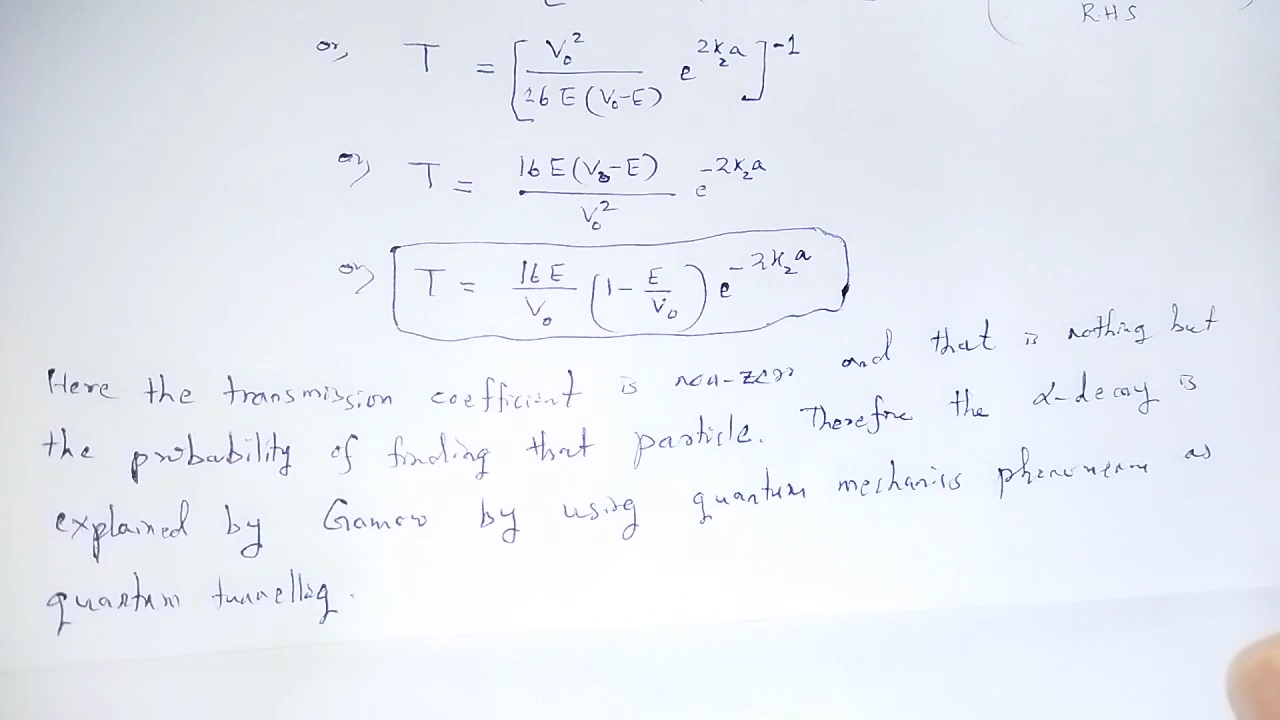 R.H S
or, T = [ V₀² / 16 E (V₀-E) e^{2k₂a} ]^{-1}
or, T = 16 E (V₀-E) / V₀² e^{-2k₂a}
or, T = 16 E / V₀ (1 - E / V₀) e^{-2k₂a}
Here the transmission coefficient is non-zero and that is nothing but
the probability of finding that particle. Therefore the α-decay is
explained by Gamow by using quantum mechanics phenomena as
quantum tunnellig.